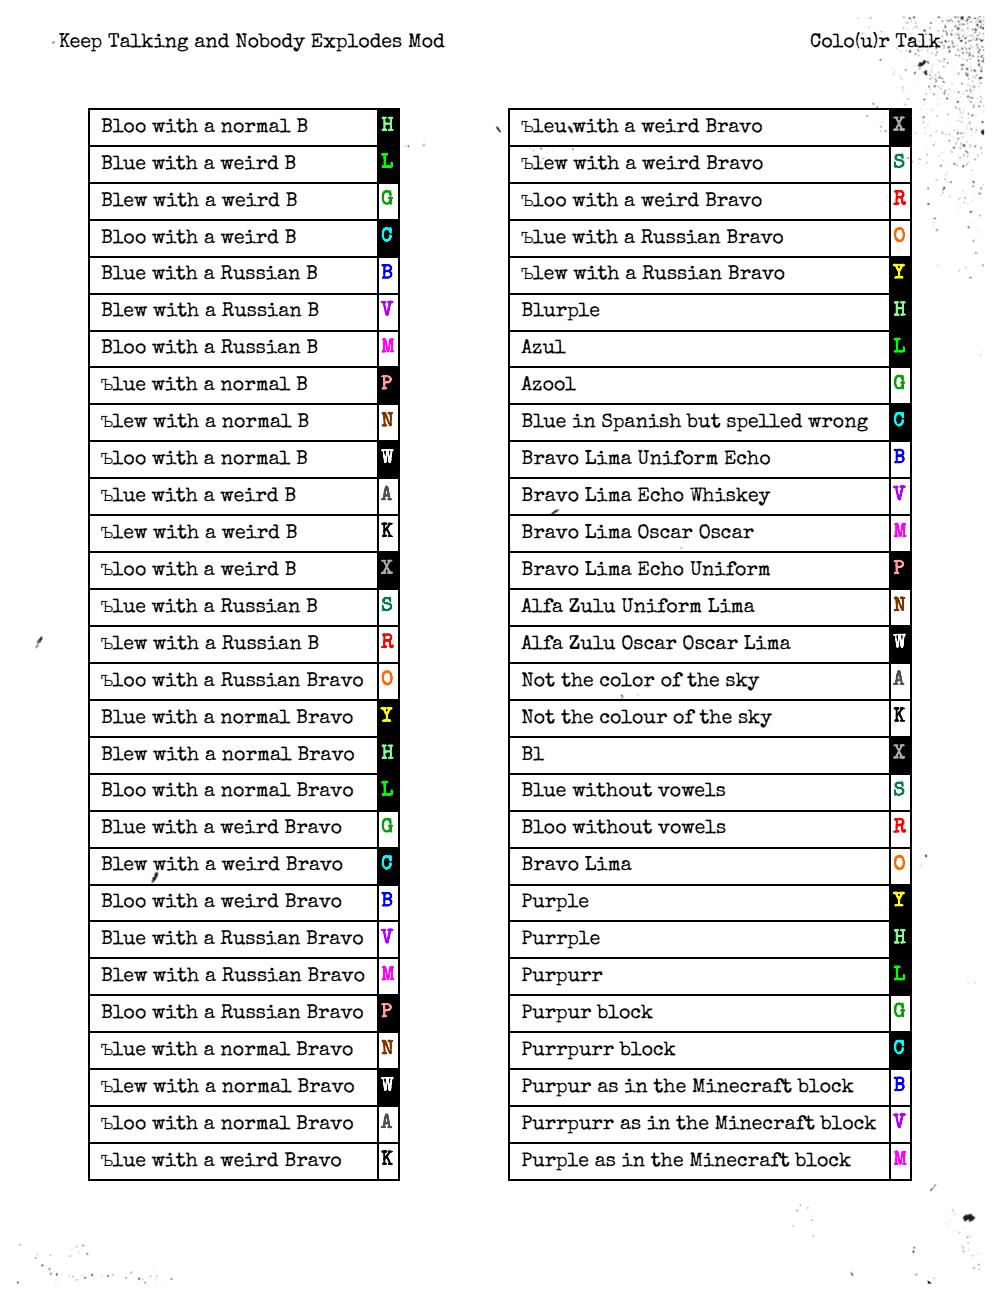 Keep Talking and Nobody Explodes Mod
Colo(u)r Talk
Bloo with a normal B H
Blue with a weird B L
Blew with a weird B G
Bloo with a weird B C
Blue with a Russian B B
Blew with a Russian B V
Bloo with a Russian B M
Ъlue with a normal B P
Ъlew with a normal B N
Ъloo with a normal B W
Ъlue with a weird B A
Ъlew with a weird B K
Ъloo with a weird B X
Ъlue with a Russian B S
Ъlew with a Russian B R
Ъloo with a Russian Bravo O
Blue with a normal Bravo Y
Blew with a normal Bravo H
Bloo with a normal Bravo L
Blue with a weird Bravo G
Blew with a weird Bravo C
Bloo with a weird Bravo B
Blue with a Russian Bravo V
Blew with a Russian Bravo M
Bloo with a Russian Bravo P
Ъlue with a normal Bravo N
Ъlew with a normal Bravo W
Ъloo with a normal Bravo A
Ъlue with a weird Bravo K
Ъleu with a weird Bravo X
Ъlew with a weird Bravo S
Ъloo with a weird Bravo R
Ъlue with a Russian Bravo O
Ъlew with a Russian Bravo Y
Blurple H
Azul L
Azool G
Blue in Spanish but spelled wrong C
Bravo Lima Uniform Echo B
Bravo Lima Echo Whiskey V
Bravo Lima Oscar Oscar M
Bravo Lima Echo Uniform P
Alfa Zulu Uniform Lima N
Alfa Zulu Oscar Oscar Lima W
Not the color of the sky A
Not the colour of the sky K
Bl X
Blue without vowels S
Bloo without vowels R
Bravo Lima O
Purple Y
Purrple H
Purpurr L
Purpur block G
Purrpurr block C
Purpur as in the Minecraft block B
Purrpurr as in the Minecraft block V
Purple as in the Minecraft block M